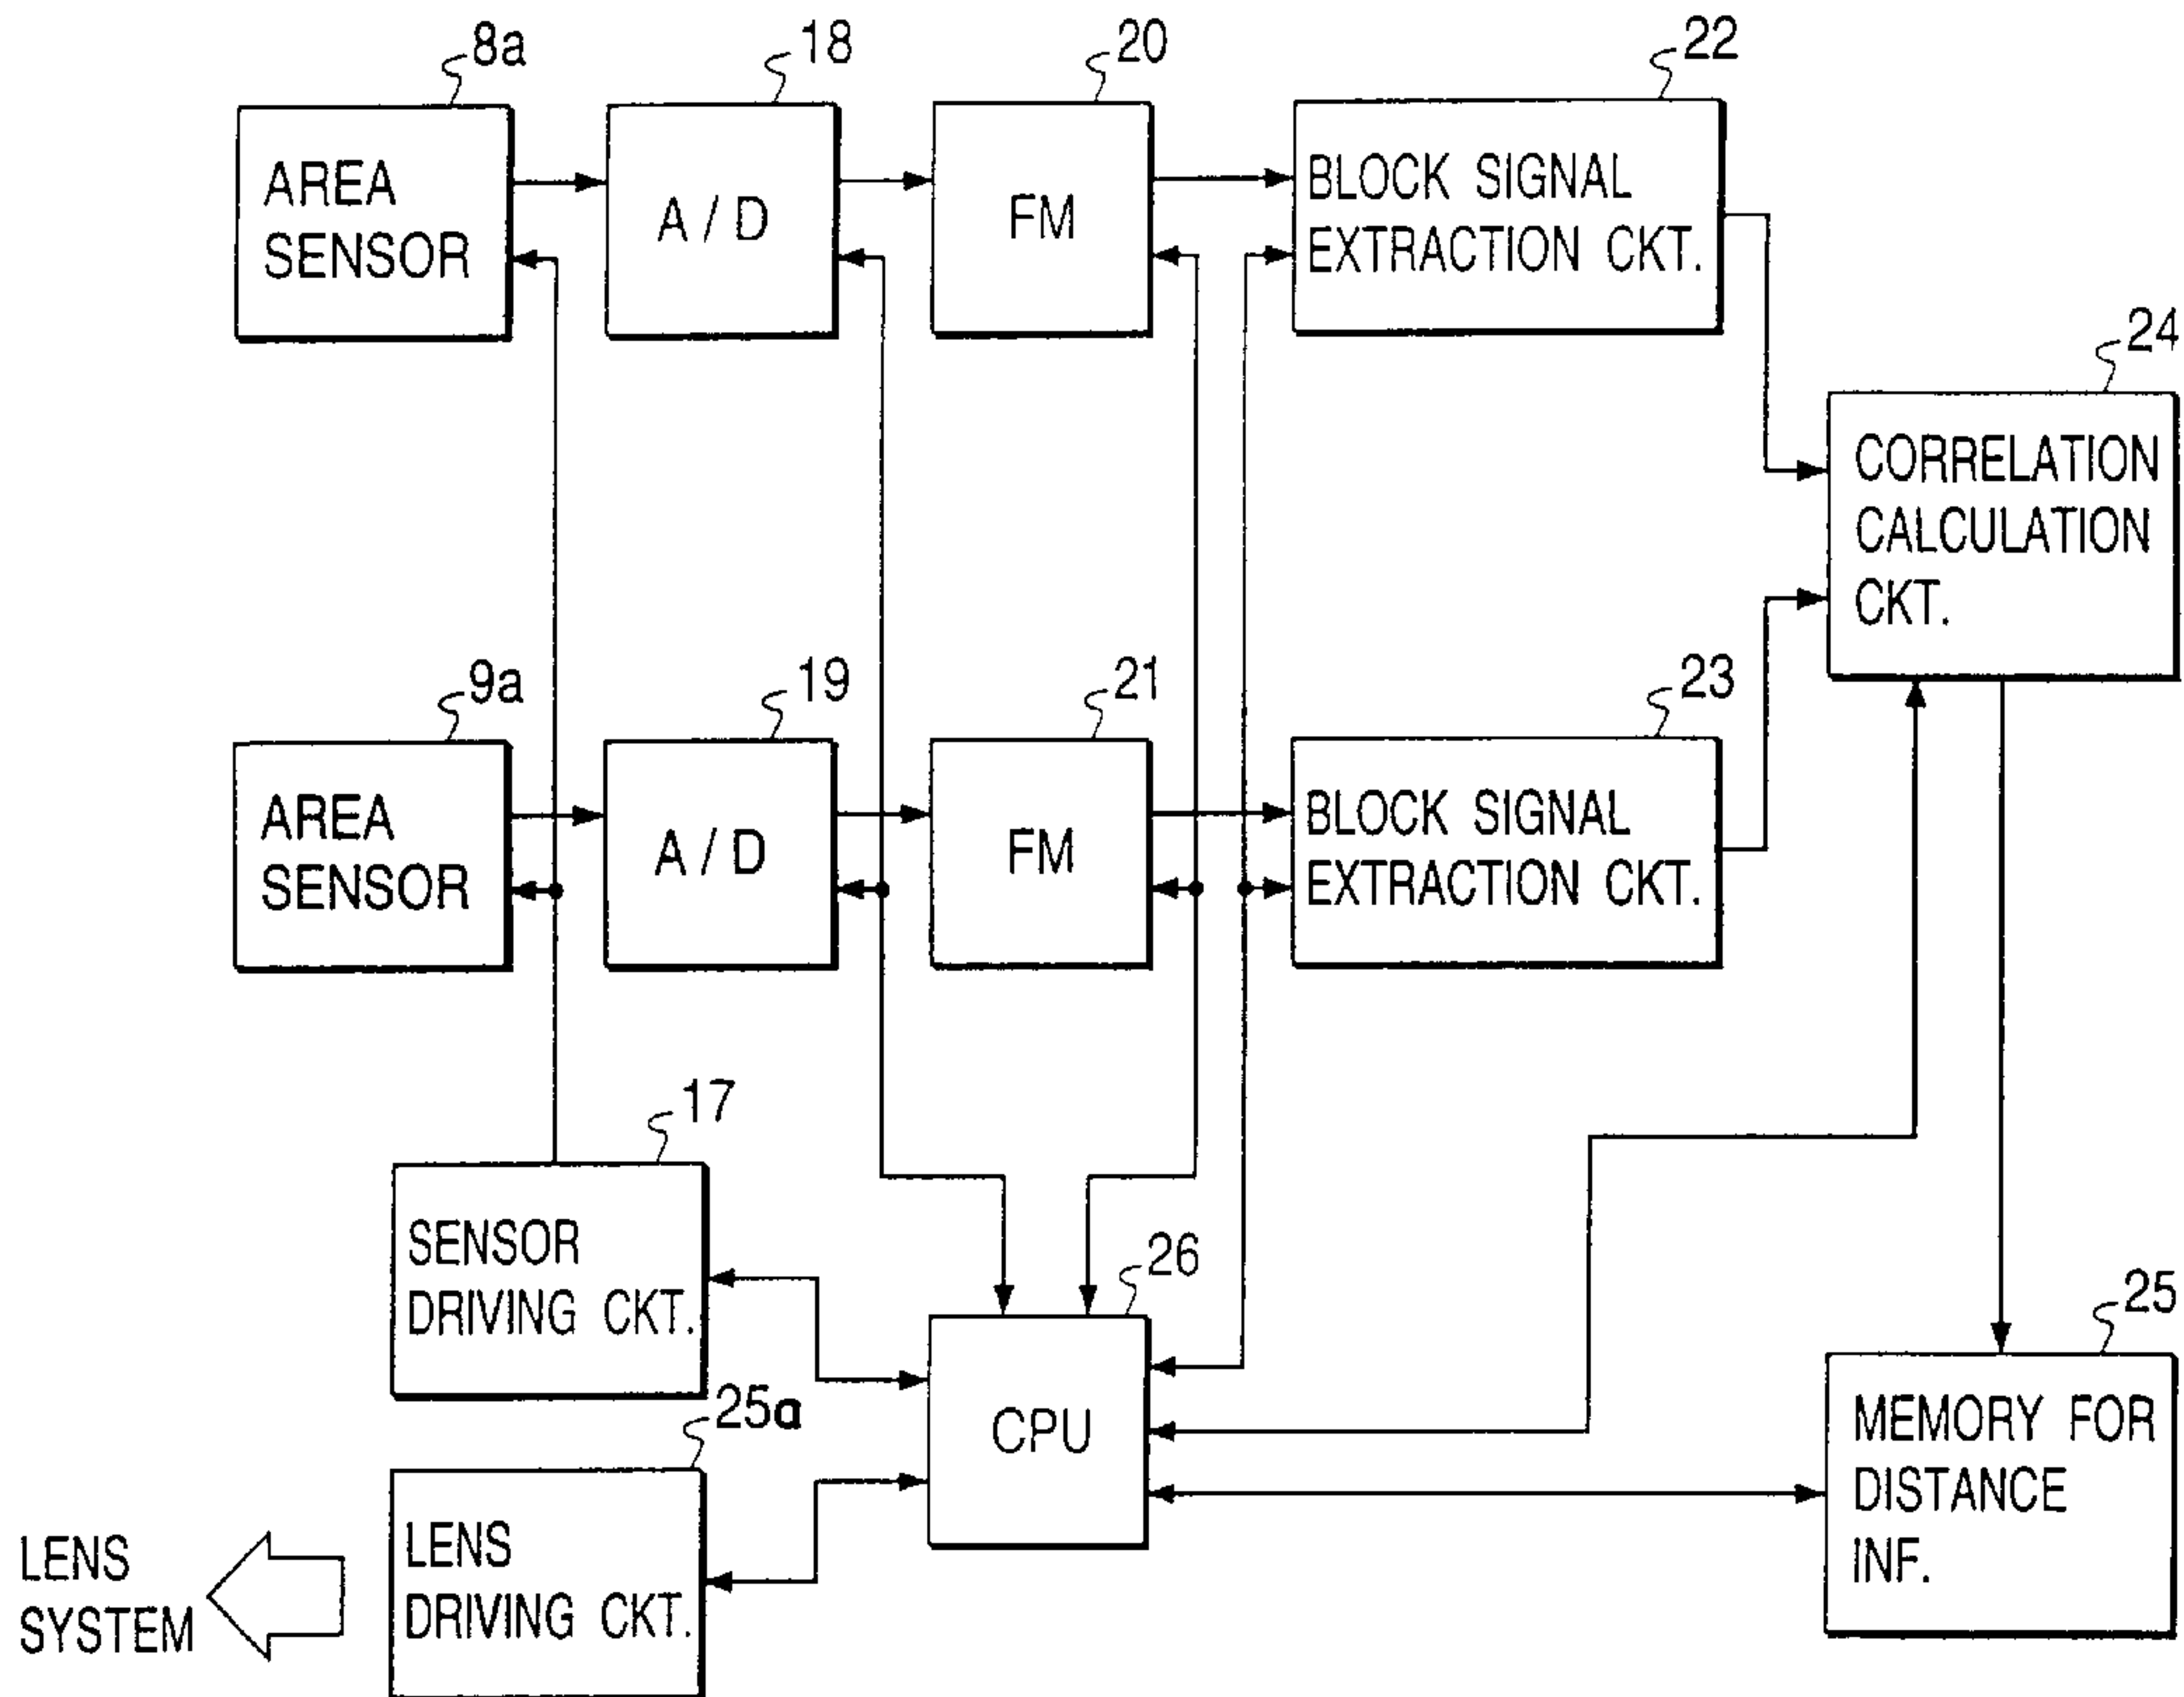 8a
18
20
22
AREA
SENSOR
A / D
FM
BLOCK SIGNAL
EXTRACTION CKT.
24
CORRELATION
CALCULATION
CKT.
9a
19
21
23
AREA
SENSOR
A / D
FM
BLOCK SIGNAL
EXTRACTION CKT.
17
SENSOR
DRIVING CKT.
26
CPU
25
MEMORY FOR
DISTANCE
INF.
25a
LENS
DRIVING CKT.
LENS
SYSTEM